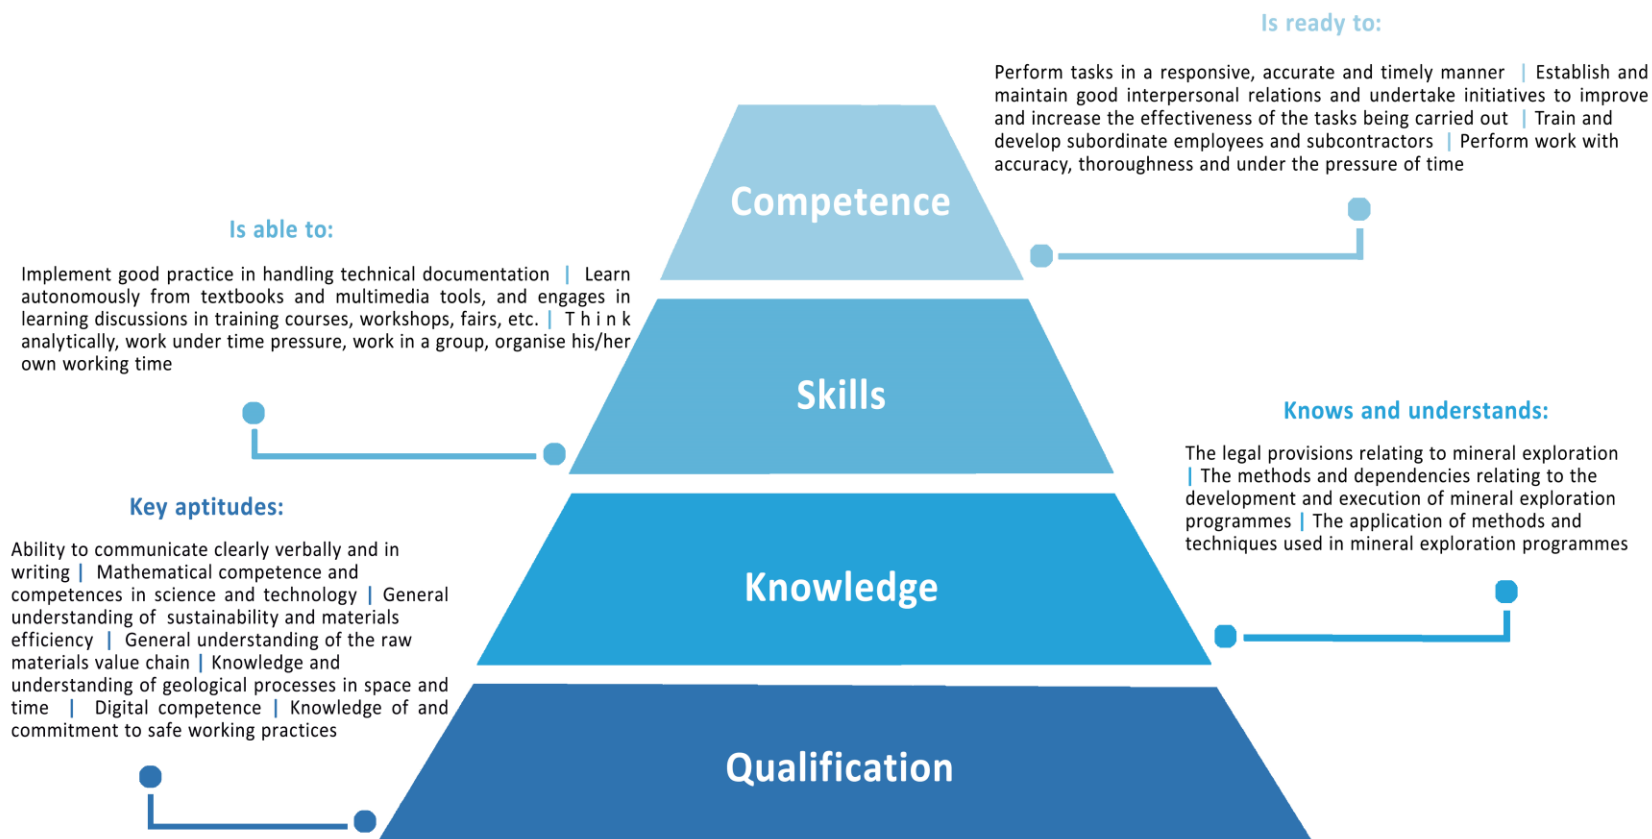 Is ready to:
Perform tasks in a responsive, accurate and timely manner | Establish and
maintain good interpersonal relations and undertake initiatives to improve
and increase the effectiveness of the tasks being carried out | Train and
develop subordinate employees and subcontractors | Perform work with
accuracy, thoroughness and under the pressure of time
Competence
Is able to:
Implement good practice in handling technical documentation | Learn
autonomously from textbooks and multimedia tools, and engages in
learning discussions in training courses, workshops, fairs, etc. | T h i n k
analytically, work under time pressure, work in a group, organise his/her
own working time
Skills
Knows and understands:
The legal provisions relating to mineral exploration
| The methods and dependencies relating to the
development and execution of mineral exploration
programmes | The application of methods and
techniques used in mineral exploration programmes
Knowledge
Key aptitudes:
Ability to communicate clearly verbally and in
writing | Mathematical competence and
competences in science and technology | General
understanding of sustainability and materials
efficiency | General understanding of the raw
materials value chain | Knowledge and
understanding of geological processes in space and
time | Digital competence | Knowledge of and
commitment to safe working practices
Qualification